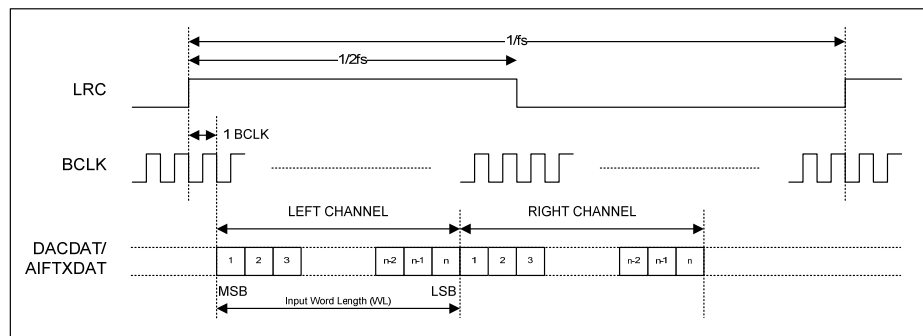 1/fs
1/2fs
LRC
1 BCLK
BCLK
LEFT CHANNEL
RIGHT CHANNEL
DACDAT/
AIFTXDAT
1 2 3 n-2 n-1 n 1 2 3 n-2 n-1 n
MSB
LSB
Input Word Length (WL)